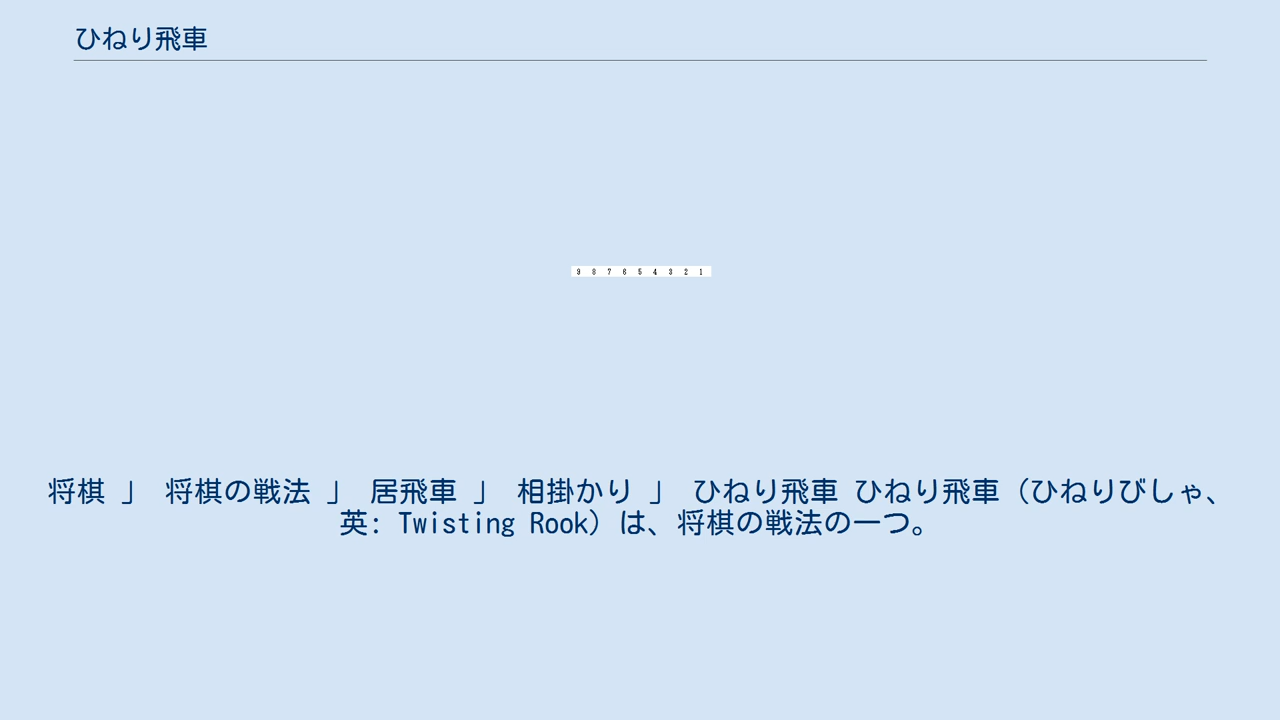 ひねり飛車
9 8 7 6 5 4 3 2 1
将棋 」 将棋の戦法 」 居飛車 」 相掛かり 」 ひねり飛車 ひねり飛車（ひねりびしゃ、
英: Twisting Rook）は、将棋の戦法の一つ。